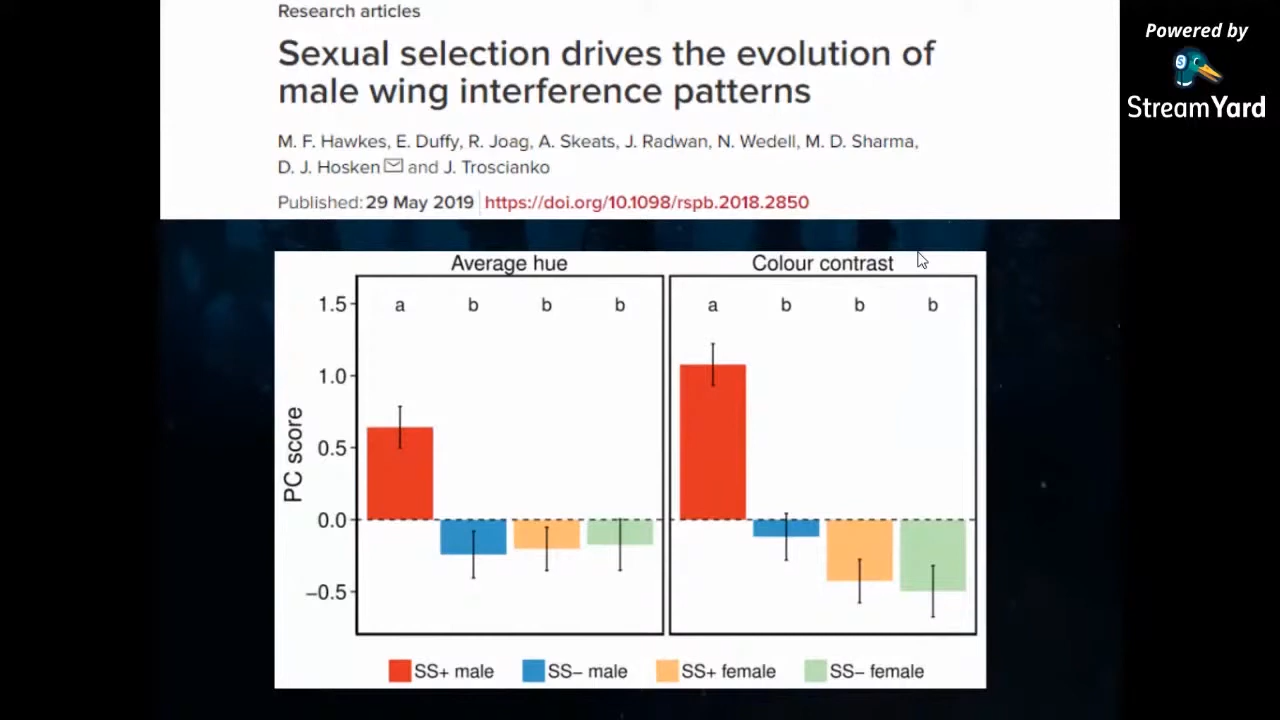 Research articles
Powered by
StreamYard
Sexual selection drives the evolution of
male wing interference patterns
M. F. Hawkes, E. Duffy, R. Joag, A. Skeats, J. Radwan, N. Wedell, M. D. Sharma,
D. J. Hosken and J. Troscianko
Published: 29 May 2019 https://doi.org/10.1098/rspb.2018.2850
Average hue
Colour contrast
a b b b
a b b b
PC score
1.5
1.0
0.5
0.0
−0.5
SS+ male SS− male SS+ female SS− female